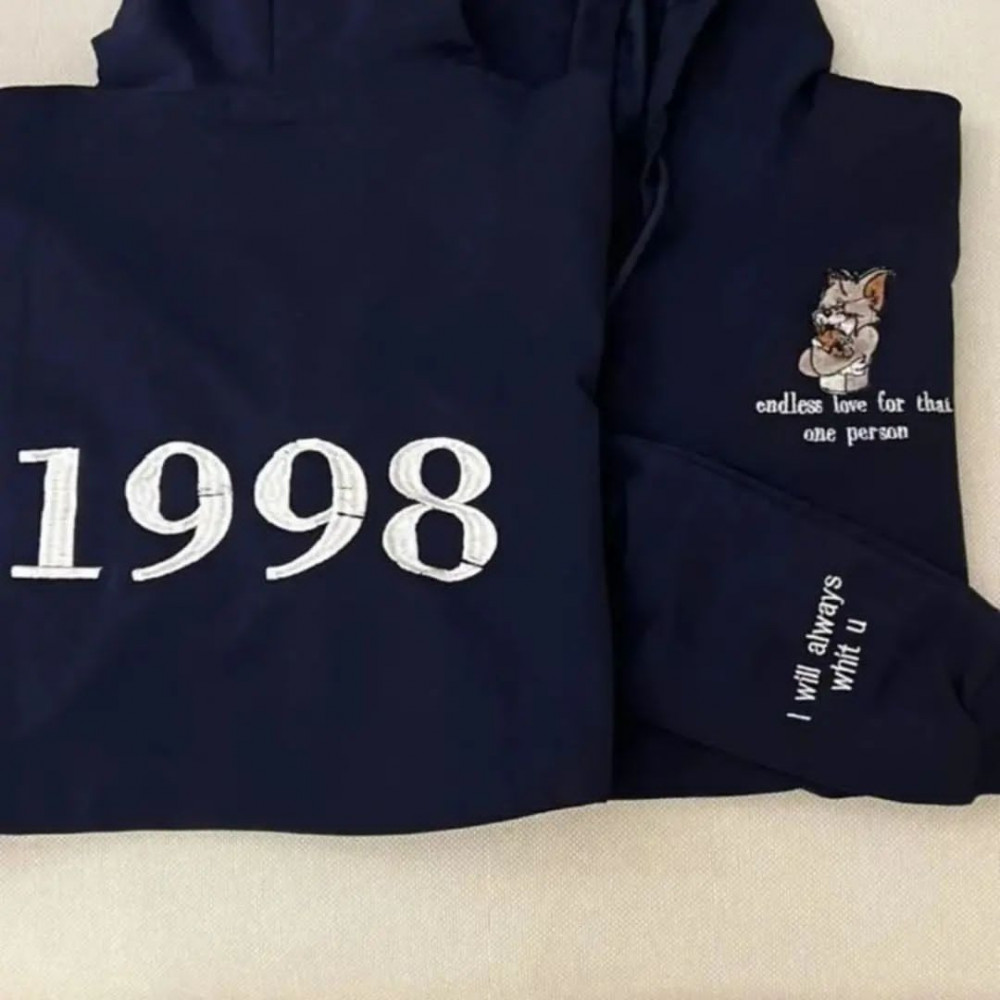 1998
endless love for that
one person
I will always
whit u